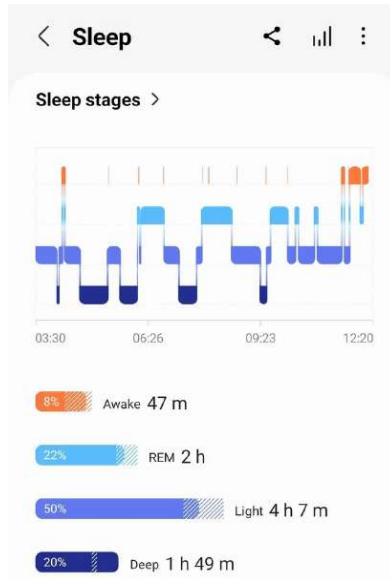 Sleep
Sleep stages
03:30 06:26 09:23 12:20
8% Awake 47 m
22% REM 2 h
50% Light 4 h 7 m
20% Deep 1 h 49 m